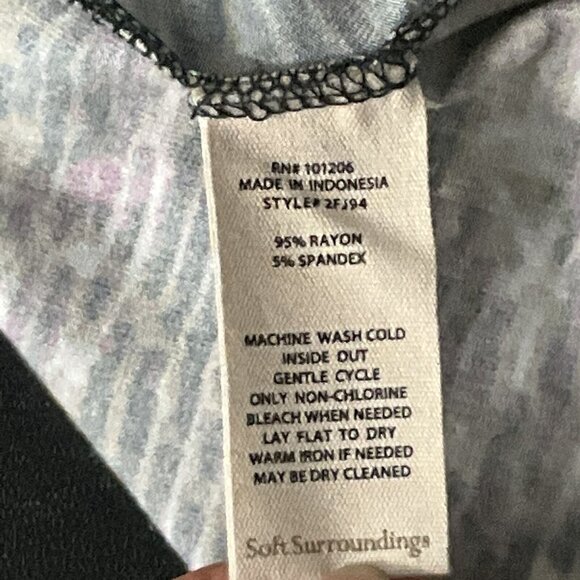 RN# 101206
MADE IN INDONESIA
STYLE# 2FJ94
95% RAYON
5% SPANDEX
MACHINE WASH COLD
INSIDE OUT
GENTLE CYCLE
ONLY NON-CHLORINE
BLEACH WHEN NEEDED
LAY FLAT TO DRY
WARM IRON IF NEEDED
MAY BE DRY CLEANED
Soft Surroundings